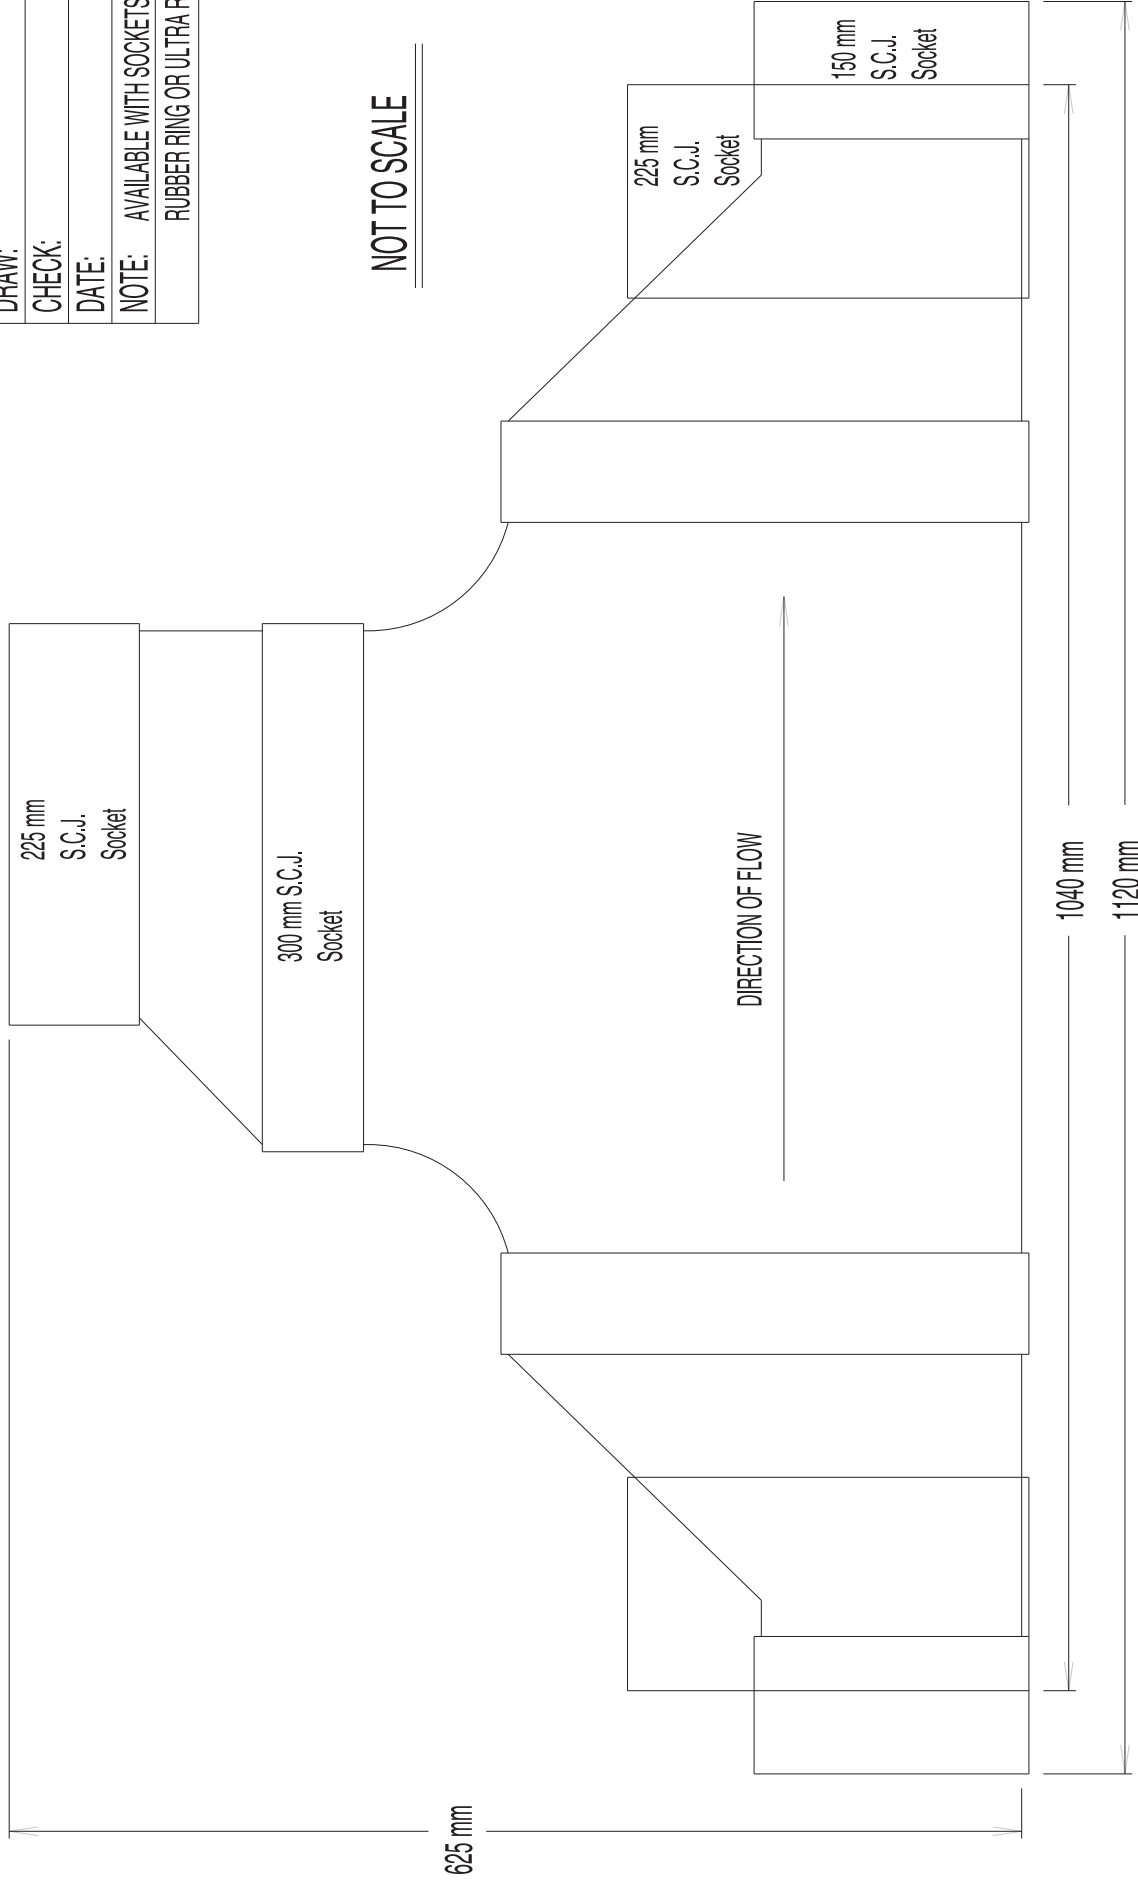 DRAW:
CHECK:
DATE:
NOTE: AVAILABLE WITH SOCKETS
RUBBER RING OR ULTRA R
NOT TO SCALE
150 mm
S.C.J.
Socket
225 mm
S.C.J.
Socket
225 mm
S.C.J.
Socket
300 mm S.C.J.
Socket
DIRECTION OF FLOW
1040 mm
1120 mm
625 mm